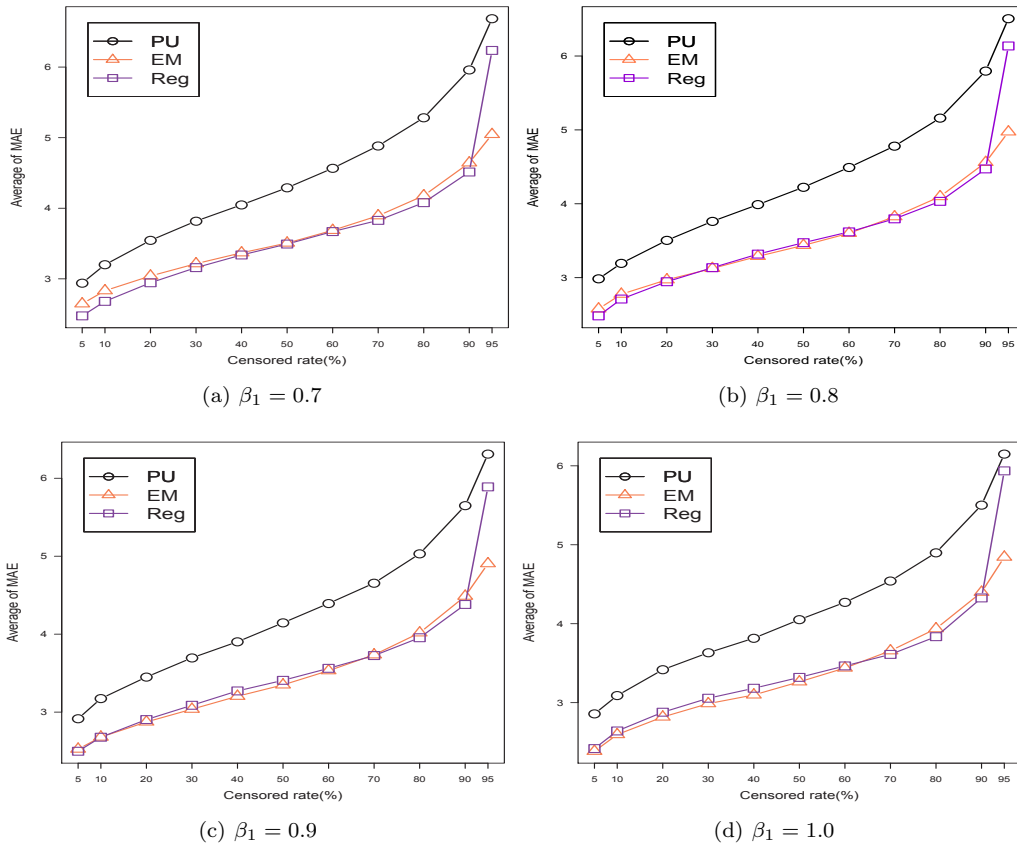 PU
EM
Reg
Average of MAE
6
5
4
3
5 10 20 30 40 50 60 70 80 90 95
Censored rate(%)
(a) β₁ = 0.7
PU
EM
Reg
Average of MAE
6
5
4
3
5 10 20 30 40 50 60 70 80 90 95
Censored rate(%)
(b) β₁ = 0.8
PU
EM
Reg
Average of MAE
6
5
4
3
5 10 20 30 40 50 60 70 80 90 95
Censored rate(%)
(c) β₁ = 0.9
PU
EM
Reg
Average of MAE
6
5
4
3
5 10 20 30 40 50 60 70 80 90 95
Censored rate(%)
(d) β₁ = 1.0